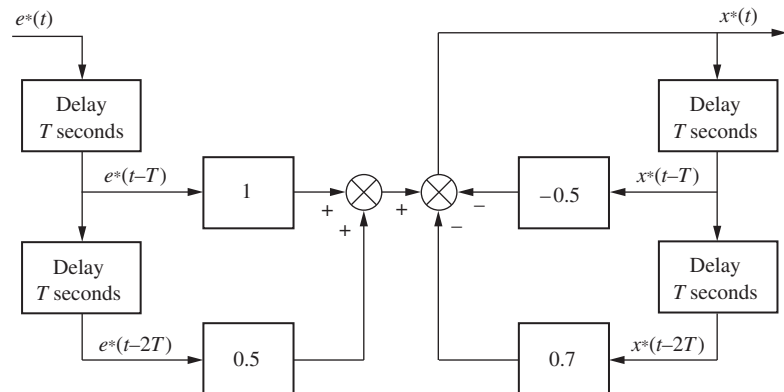 e*(t)
x*(t)
Delay
T seconds
Delay
T seconds
e*(t–T)
1
+
+
+
–
–0.5
x*(t–T)
–
Delay
T seconds
Delay
T seconds
e*(t–2T)
0.5
0.7
x*(t–2T)